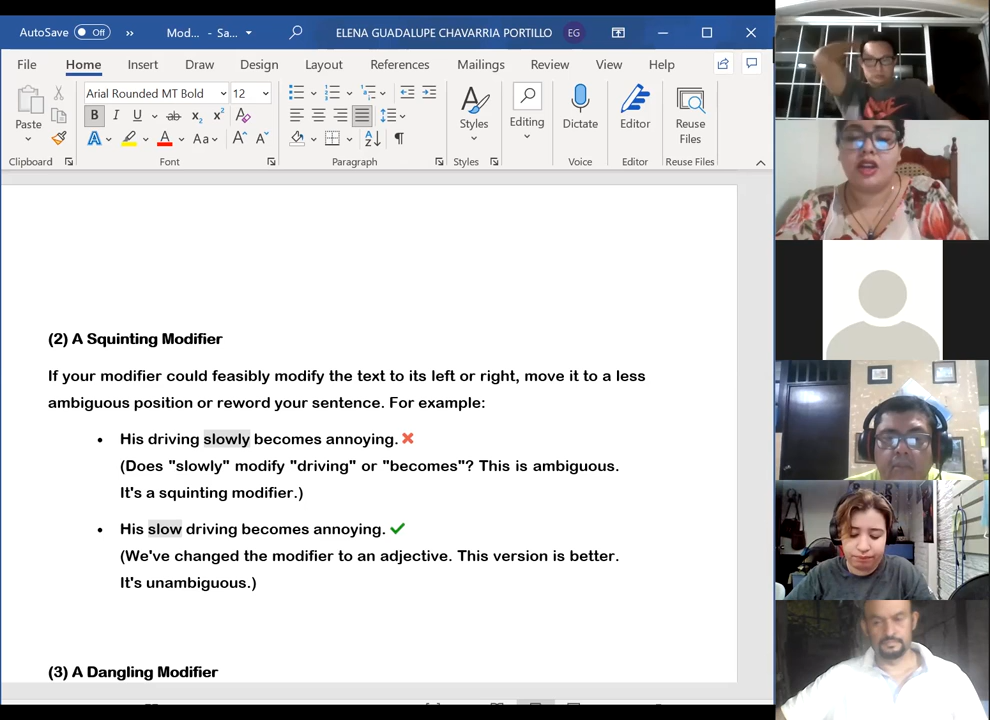 AutoSave Off Mod... - Sa... ELENA GUADALUPE CHAVARRIA PORTILLO EG
File Home Insert Draw Design Layout References Mailings Review View Help
Arial Rounded MT Bold 12
B I U ab x₂ x² A
A A Aa A A
Paste Styles Editing Dictate Editor Reuse Files
Clipboard Font Paragraph Styles Voice Editor Reuse Files
(2) A Squinting Modifier
If your modifier could feasibly modify the text to its left or right, move it to a less
ambiguous position or reword your sentence. For example:
• His driving slowly becomes annoying. ❌
(Does "slowly" modify "driving" or "becomes"? This is ambiguous.
It's a squinting modifier.)
• His slow driving becomes annoying. ✓
(We've changed the modifier to an adjective. This version is better.
It's unambiguous.)
(3) A Dangling Modifier